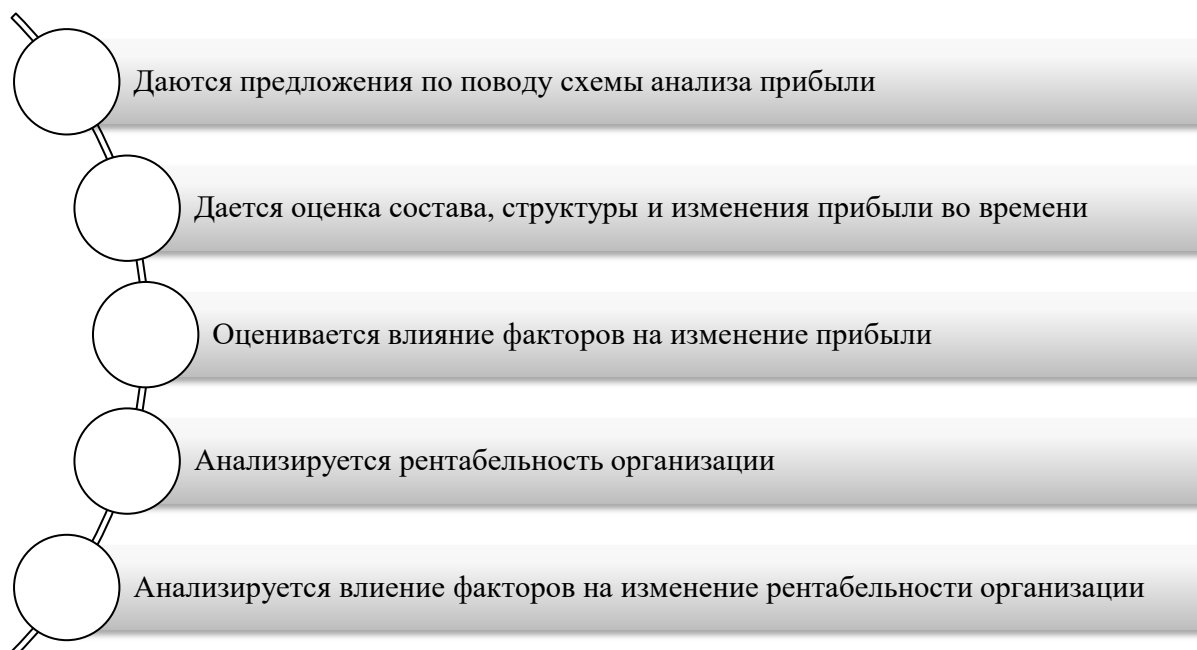 Даются предложения по поводу схемы анализа прибыли
Дается оценка состава, структуры и изменения прибыли во времени
Оценивается влияние факторов на изменение прибыли
Анализируется рентабельность организации
Анализируется влиение факторов на изменение рентабельности организации